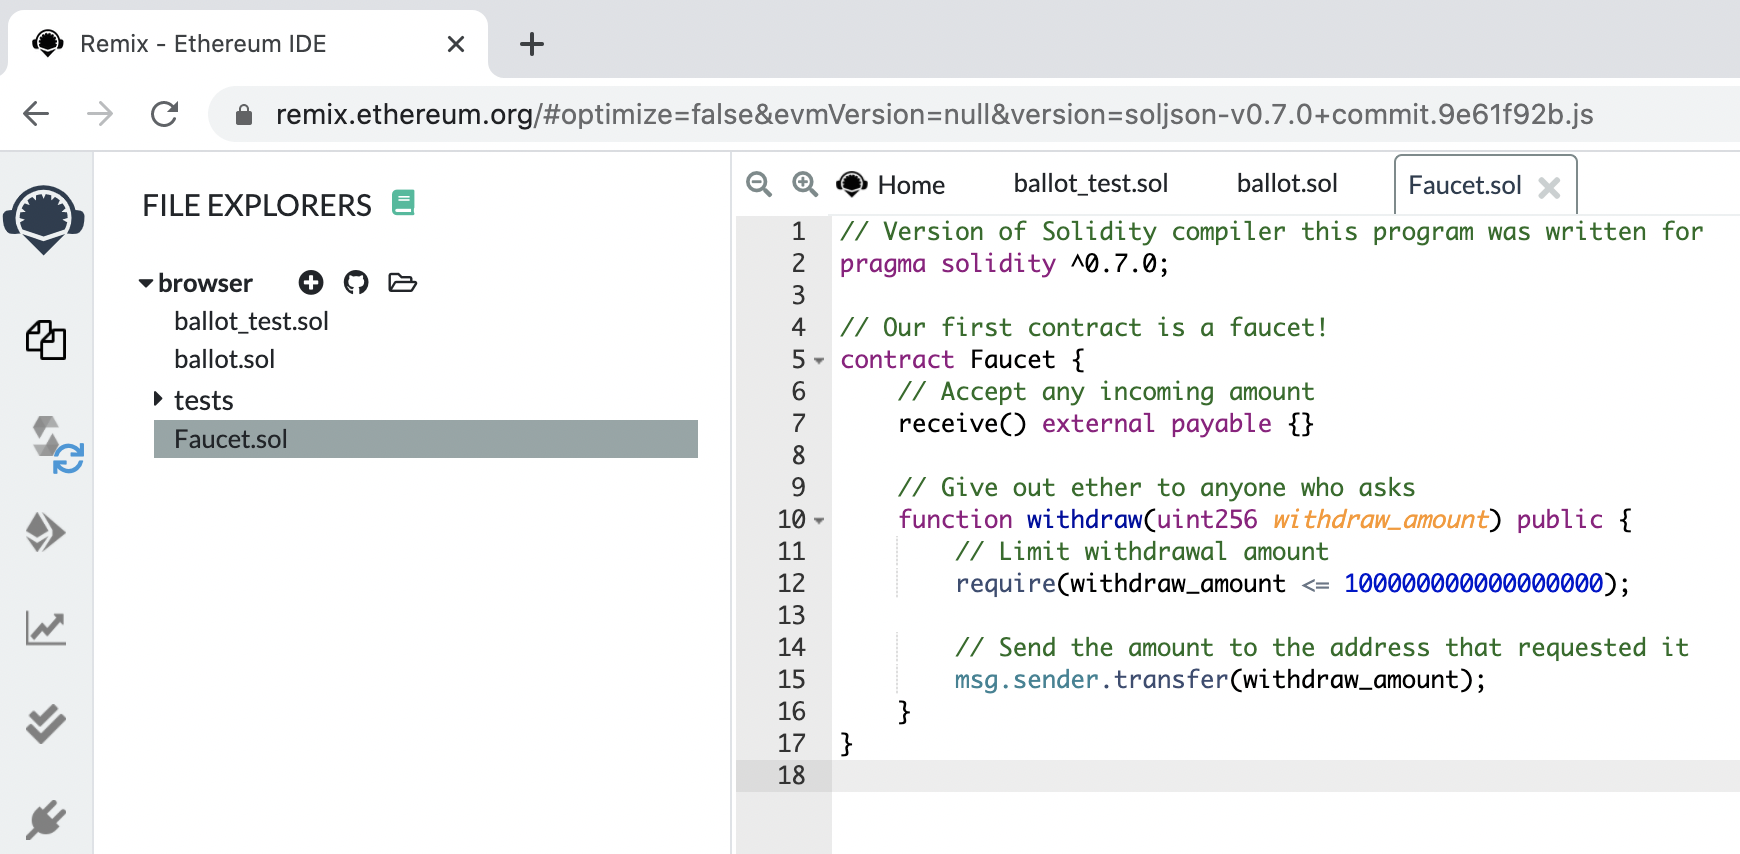 Remix - Ethereum IDE
remix.ethereum.org/#optimize=false&evmVersion=null&version=soljson-v0.7.0+commit.9e61f92b.js
FILE EXPLORERS
browser
ballot_test.sol
ballot.sol
tests
Faucet.sol
Home ballot_test.sol ballot.sol Faucet.sol
1 // Version of Solidity compiler this program was written for
2 pragma solidity ^0.7.0;
3
4 // Our first contract is a faucet!
5 contract Faucet {
6     // Accept any incoming amount
7     receive() external payable {}
8
9     // Give out ether to anyone who asks
10     function withdraw(uint256 withdraw_amount) public {
11         // Limit withdrawal amount
12         require(withdraw_amount <= 100000000000000000);
13
14         // Send the amount to the address that requested it
15         msg.sender.transfer(withdraw_amount);
16     }
17 }
18